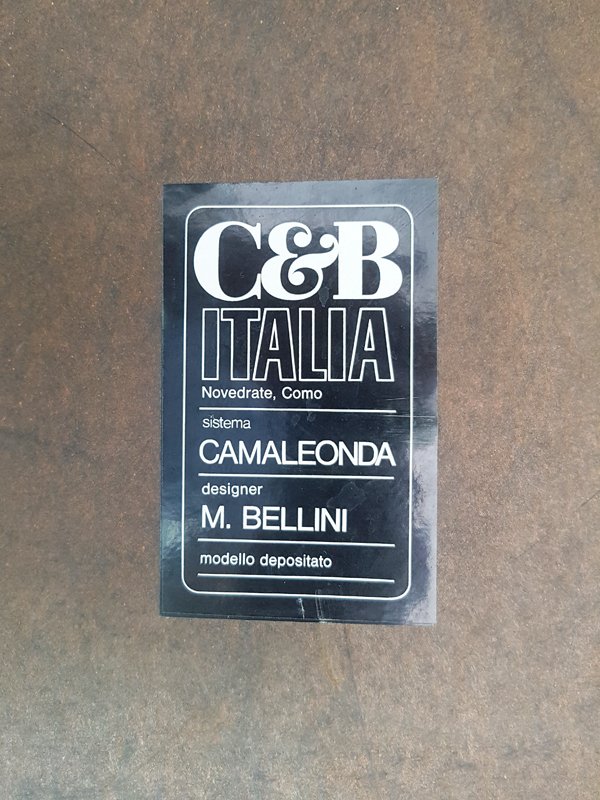 C&B
ITALIA
Novedrate, Como
sistema
CAMALEONDA
designer
M. BELLINI
modello depositato